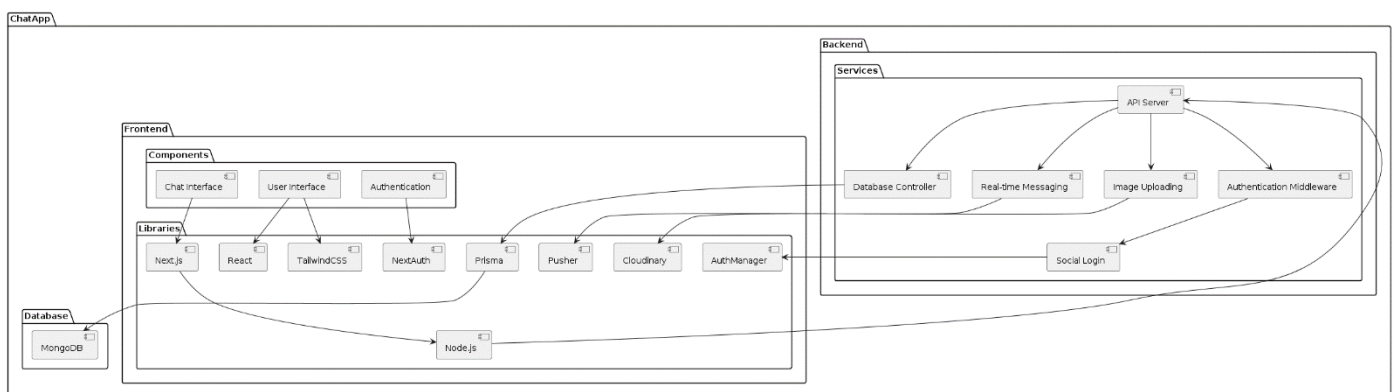 ChatApp
Backend
Services
API Server
Frontend
Components
Chat Interface
User Interface
Authentication
Database Controller
Real-time Messaging
Image Uploading
Authentication Middleware
Libraries
Next.js
React
TailwindCSS
NextAuth
Prisma
Pusher
Cloudinary
AuthManager
Social Login
Database
MongoDB
Node.js